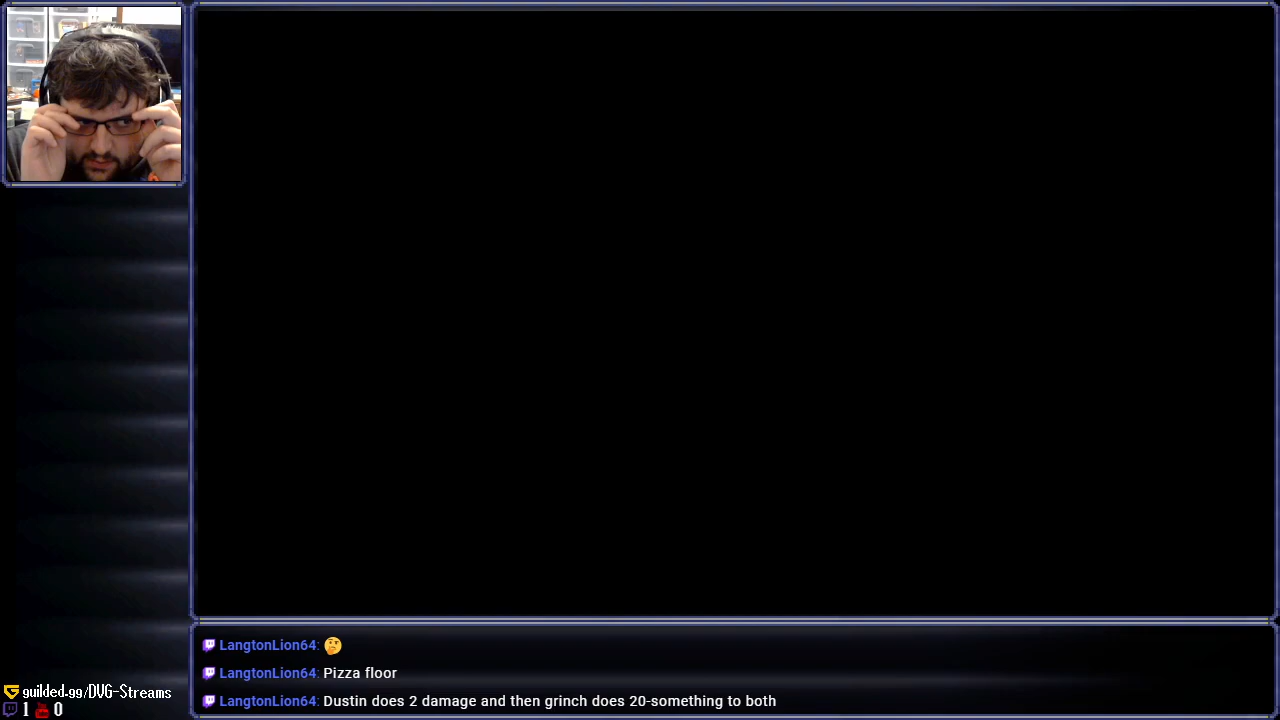 LangtonLion64: 🤔
LangtonLion64: Pizza floor
LangtonLion64: Dustin does 2 damage and then grinch does 20-something to both
guilded.gg/DVG-Streams
1 0